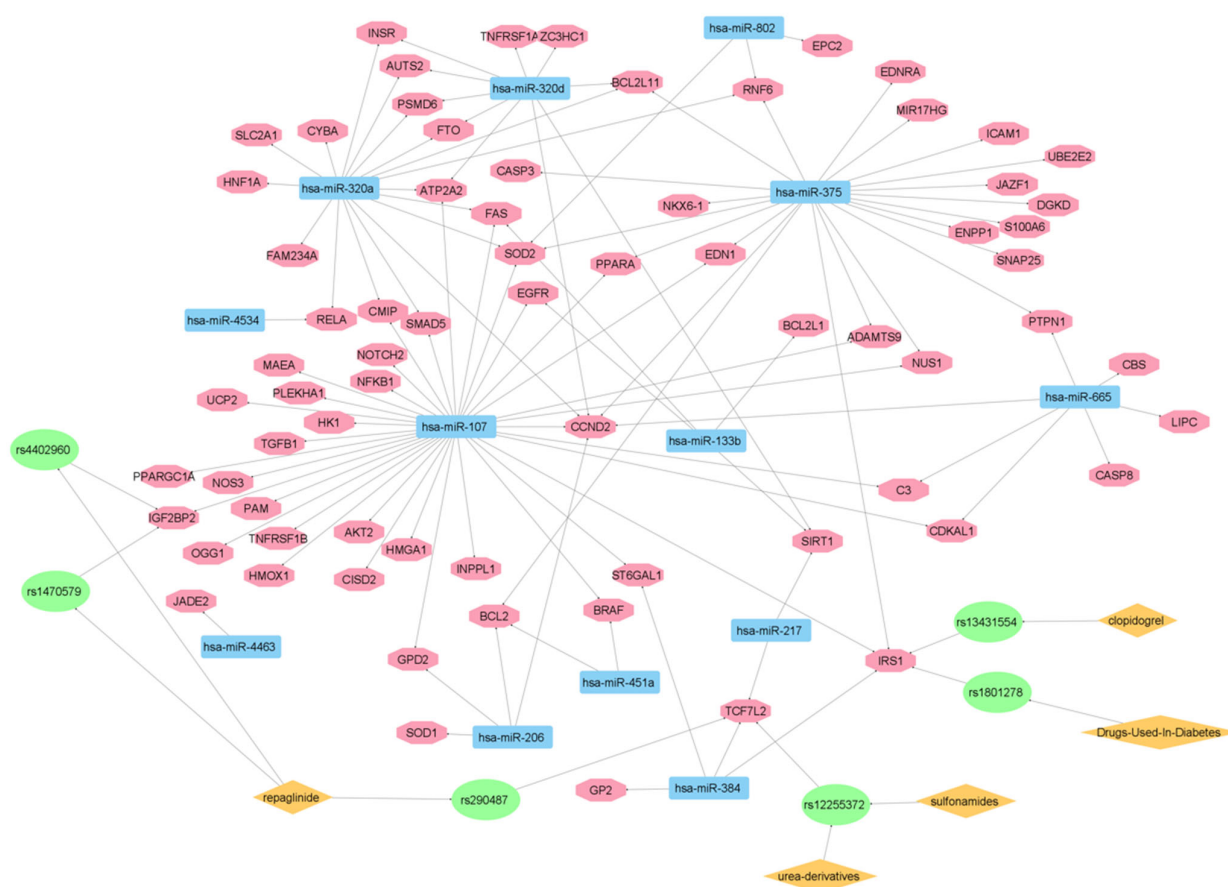 hsa-miR-802
INSR
TNFRSF1A
ZC3HC1
EPC2
AUTS2
EDNRA
hsa-miR-320d
BCL2L11
RNF6
PSMD6
MIR17HG
SLC2A1
CYBA
FTO
ICAM1
UBE2E2
HNF1A
hsa-miR-320a
ATP2A2
CASP3
hsa-miR-375
JAZF1
NKX6-1
DGKD
FAS
S100A6
ENPP1
FAM234A
SOD2
PPARA
EDN1
SNAP25
EGFR
hsa-miR-4534
RELA
CMIP
SMAD5
BCL2L1
ADAMTS9
PTPN1
MAEA
NOTCH2
NUS1
CBS
NFKB1
UCP2
PLEKHA1
hsa-miR-665
HK1
hsa-miR-107
CCND2
LIPC
rs4402960
TGFB1
hsa-miR-133b
PPARGC1A
NOS3
C3
CASP8
IGF2BP2
PAM
CDKAL1
OGG1
TNFRSF1B
AKT2
HMGA1
SIRT1
HMOX1
CISD2
INPPL1
ST6GAL1
rs1470579
JADE2
BCL2
BRAF
rs13431554
clopidogrel
hsa-miR-217
hsa-miR-4463
GPD2
IRS1
hsa-miR-451a
rs1801278
TCF7L2
SOD1
hsa-miR-206
Drugs-Used-In-Diabetes
repaglinide
rs290487
GP2
hsa-miR-384
rs12255372
sulfonamides
urea-derivatives